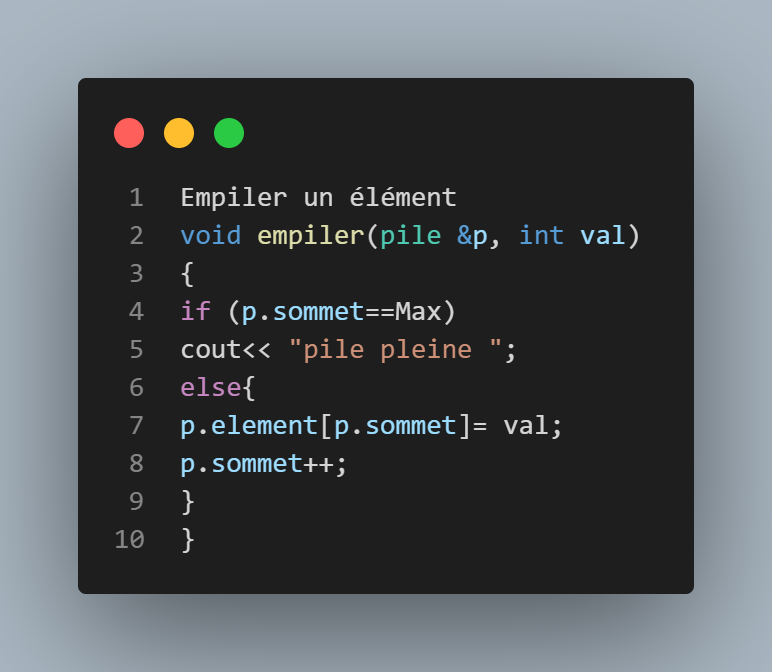 1 Empiler un élément
2 void empiler(pile &p, int val)
3 {
4 if (p.sommet==Max)
5 cout<< "pile pleine ";
6 else{
7 p.element[p.sommet]= val;
8 p.sommet++;
9 }
10 }